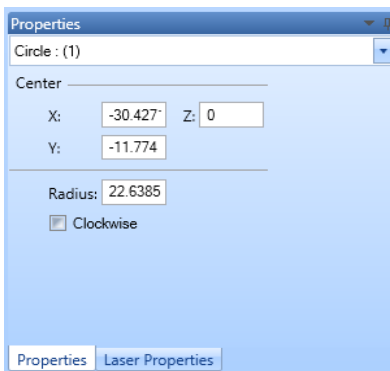 Properties
Circle : (1)
Center
X: -30.427 Z: 0
Y: -11.774
Radius: 22.6385
Clockwise
Properties Laser Properties